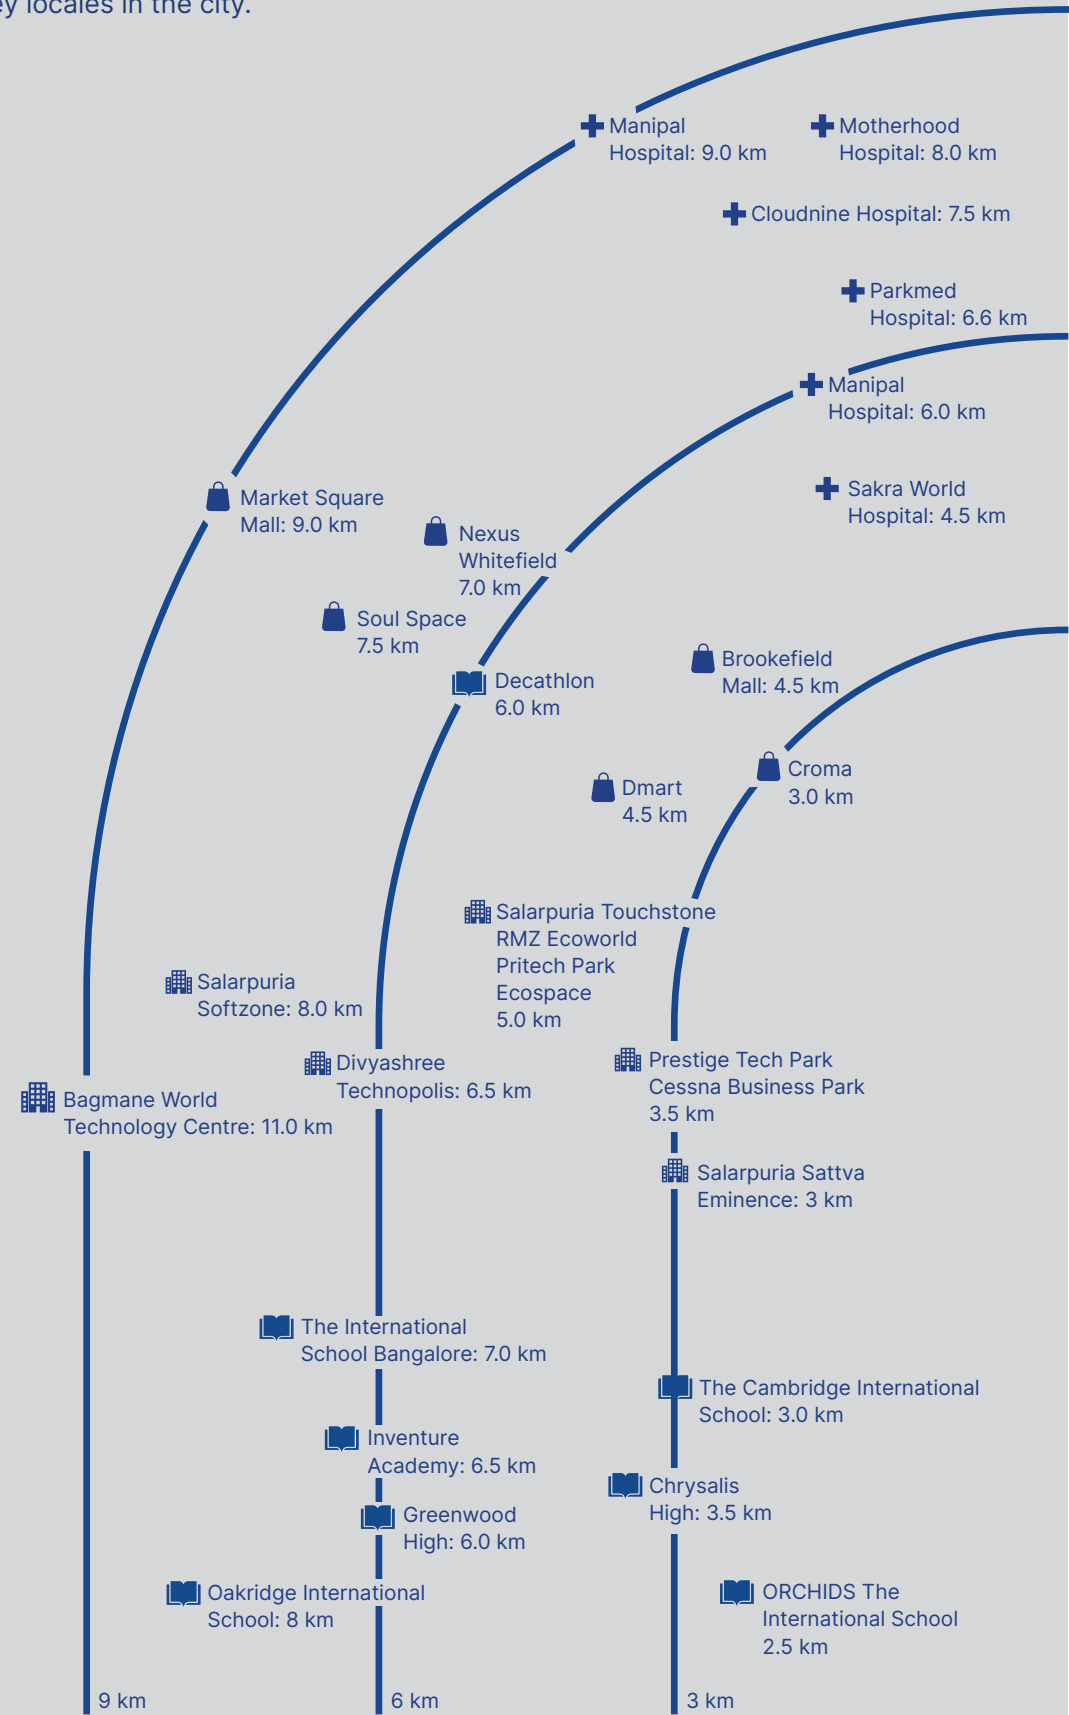 ey locales in the city.
Manipal
Hospital: 9.0 km
Motherhood
Hospital: 8.0 km
Cloudnine Hospital: 7.5 km
Parkmed
Hospital: 6.6 km
Manipal
Hospital: 6.0 km
Sakra World
Hospital: 4.5 km
Market Square
Mall: 9.0 km
Nexus
Whitefield
7.0 km
Soul Space
7.5 km
Decathlon
6.0 km
Brookefield
Mall: 4.5 km
Croma
3.0 km
Dmart
4.5 km
Salarpuria Touchstone
RMZ Ecoworld
Pritech Park
Ecospace
5.0 km
Salarpuria
Softzone: 8.0 km
Divyashree
Technopolis: 6.5 km
Prestige Tech Park
Cessna Business Park
3.5 km
Bagmane World
Technology Centre: 11.0 km
Salarpuria Sattva
Eminence: 3 km
The International
School Bangalore: 7.0 km
The Cambridge International
School: 3.0 km
Inventure
Academy: 6.5 km
Chrysalis
High: 3.5 km
Greenwood
High: 6.0 km
Oakridge International
School: 8 km
ORCHIDS The
International School
2.5 km
9 km
6 km
3 km